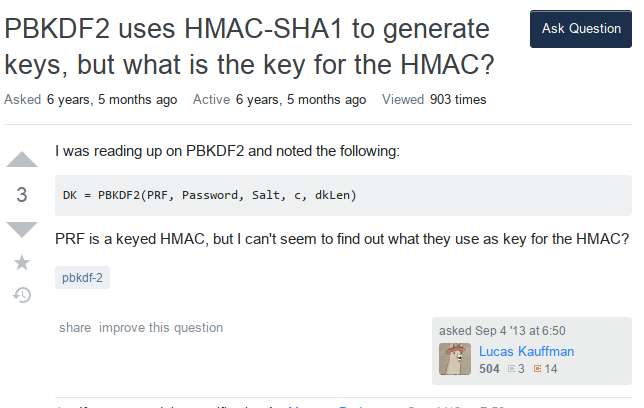 PBKDF2 uses HMAC-SHA1 to generate
keys, but what is the key for the HMAC?
Ask Question
Asked 6 years, 5 months ago Active 6 years, 5 months ago Viewed 903 times
I was reading up on PBKDF2 and noted the following:
3
DK = PBKDF2(PRF, Password, Salt, c, dkLen)
PRF is a keyed HMAC, but I can't seem to find out what they use as key for the HMAC?
pbkdf-2
share improve this question
asked Sep 4 '13 at 6:50
Lucas Kauffman
504 3 14